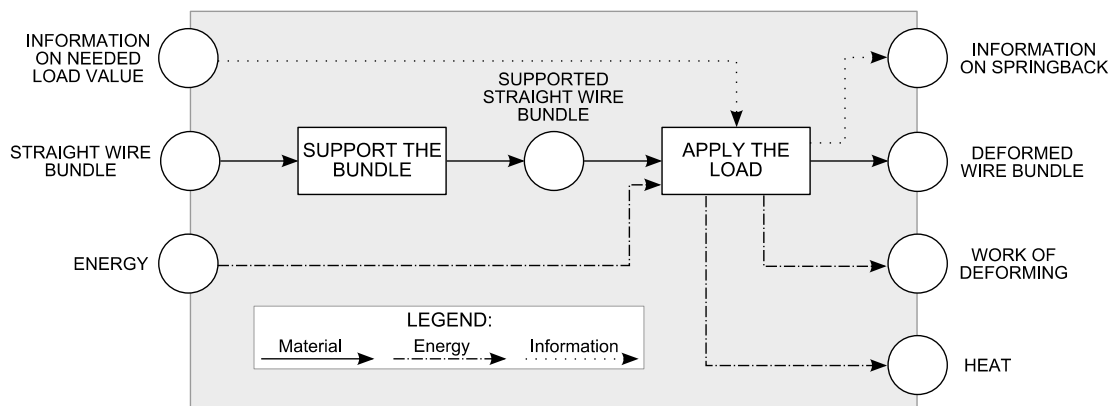 INFORMATION
ON NEEDED
LOAD VALUE
SUPPORTED
STRAIGHT WIRE
BUNDLE
INFORMATION
ON SPRINGBACK
STRAIGHT WIRE
BUNDLE
SUPPORT THE
BUNDLE
APPLY THE
LOAD
DEFORMED
WIRE BUNDLE
ENERGY
WORK OF
DEFORMING
LEGEND:
Material
Energy
Information
HEAT